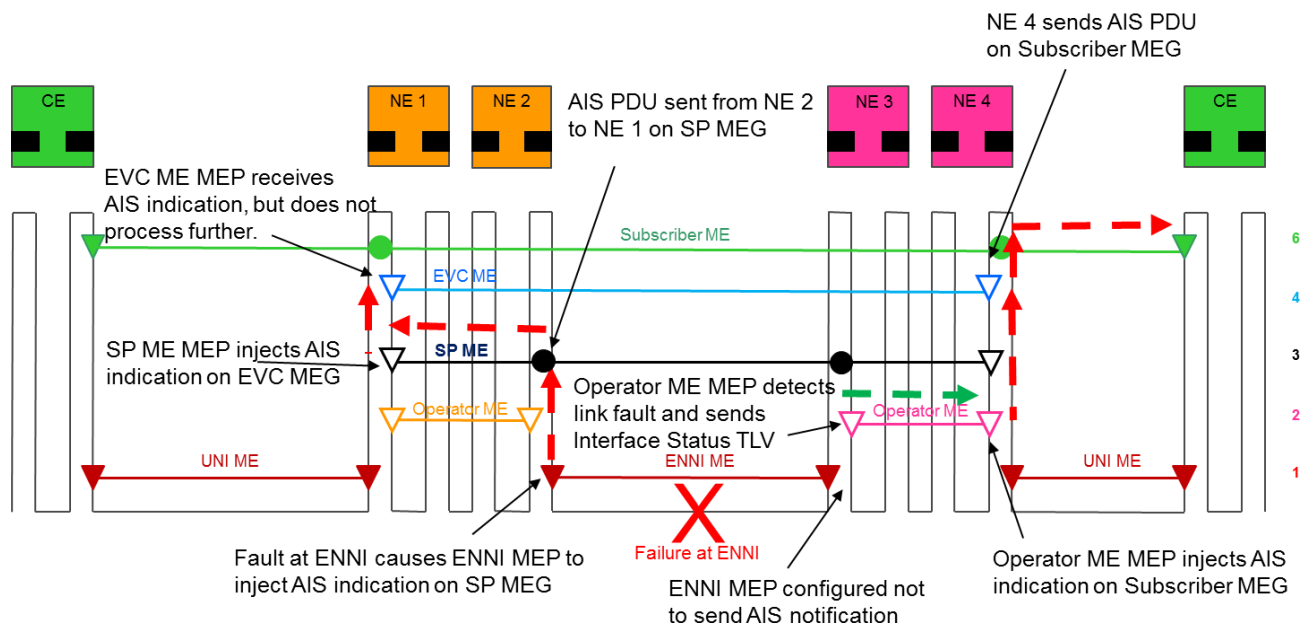 NE 4 sends AIS PDU
on Subscriber MEG
CE
NE 1
NE 2
AIS PDU sent from NE 2
to NE 1 on SP MEG
NE 3
NE 4
CE
EVC ME MEP receives
AIS indication, but does not
process further.
Subscriber ME
6
EVC ME
4
SP ME MEP injects AIS
indication on EVC MEG
SP ME
3
Operator ME MEP detects
link fault and sends
Interface Status TLV
Operator ME
Operator ME
2
UNI ME
ENNI ME
UNI ME
1
Failure at ENNI
Fault at ENNI causes ENNI MEP to
inject AIS indication on SP MEG
ENNI MEP configured not
to send AIS notification
Operator ME MEP injects AIS
indication on Subscriber MEG